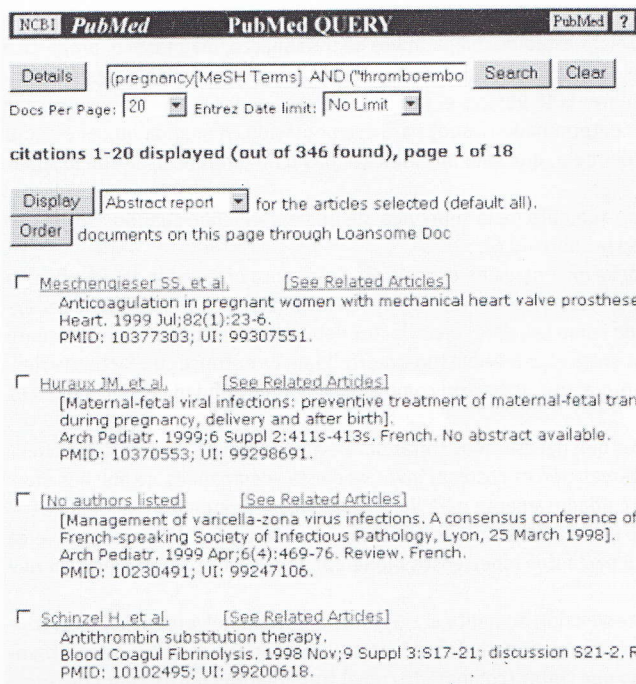 NCBI PubMed PubMed QUERY PubMed ?
Details (pregnancy[MeSH Terms] AND ("thromboembo Search Clear
Docs Per Page: 20 Entrez Date limit: No Limit
citations 1-20 displayed (out of 346 found), page 1 of 18
Display Abstract report for the articles selected (default all).
Order documents on this page through Loansome Doc
Meschengieser SS, et al. [See Related Articles]
Anticoagulation in pregnant women with mechanical heart valve prosthese
Heart. 1999 Jul;82(1):23-6.
PMID: 10377303; UI: 99307551.
Huraux JM, et al. [See Related Articles]
[Maternal-fetal viral infections: preventive treatment of maternal-fetal tran
during pregnancy, delivery and after birth].
Arch Pediatr. 1999;6 Suppl 2:411s-413s. French. No abstract available.
PMID: 10370553; UI: 99298691.
[No authors listed] [See Related Articles]
[Management of varicella-zona virus infections. A consensus conference of
French-speaking Society of Infectious Pathology, Lyon, 25 March 1998].
Arch Pediatr. 1999 Apr;6(4):469-76. Review. French.
PMID: 10230491; UI: 99247106.
Schinzel H, et al. [See Related Articles]
Antithrombin substitution therapy.
Blood Coagul Fibrinolysis. 1998 Nov;9 Suppl 3:S17-21; discussion S21-2. R
PMID: 10102495; UI: 99200618.